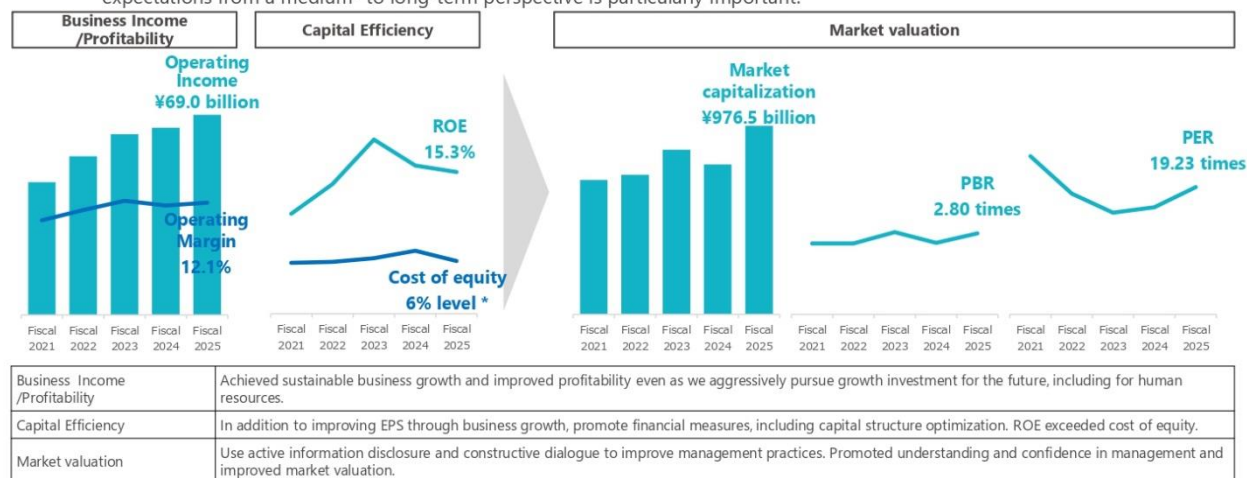 expectations from a medium- to long-term perspective is particularly important.
Business Income
/Profitability
Capital Efficiency
Market valuation
Operating
Income
¥69.0 billion
Operating
Margin
12.1%
Fiscal
2021
Fiscal
2022
Fiscal
2023
Fiscal
2024
Fiscal
2025
ROE
15.3%
Cost of equity
6% level *
Fiscal
2021
Fiscal
2022
Fiscal
2023
Fiscal
2024
Fiscal
2025
Market
capitalization
¥976.5 billion
Fiscal
2021
Fiscal
2022
Fiscal
2023
Fiscal
2024
Fiscal
2025
PBR
2.80 times
Fiscal
2021
Fiscal
2022
Fiscal
2023
Fiscal
2024
Fiscal
2025
PER
19.23 times
Fiscal
2021
Fiscal
2022
Fiscal
2023
Fiscal
2024
Fiscal
2025
Business Income
/Profitability
Achieved sustainable business growth and improved profitability even as we aggressively pursue growth investment for the future, including for human
resources.
Capital Efficiency
In addition to improving EPS through business growth, promote financial measures, including capital structure optimization. ROE exceeded cost of equity.
Market valuation
Use active information disclosure and constructive dialogue to improve management practices. Promoted understanding and confidence in management and
improved market valuation.